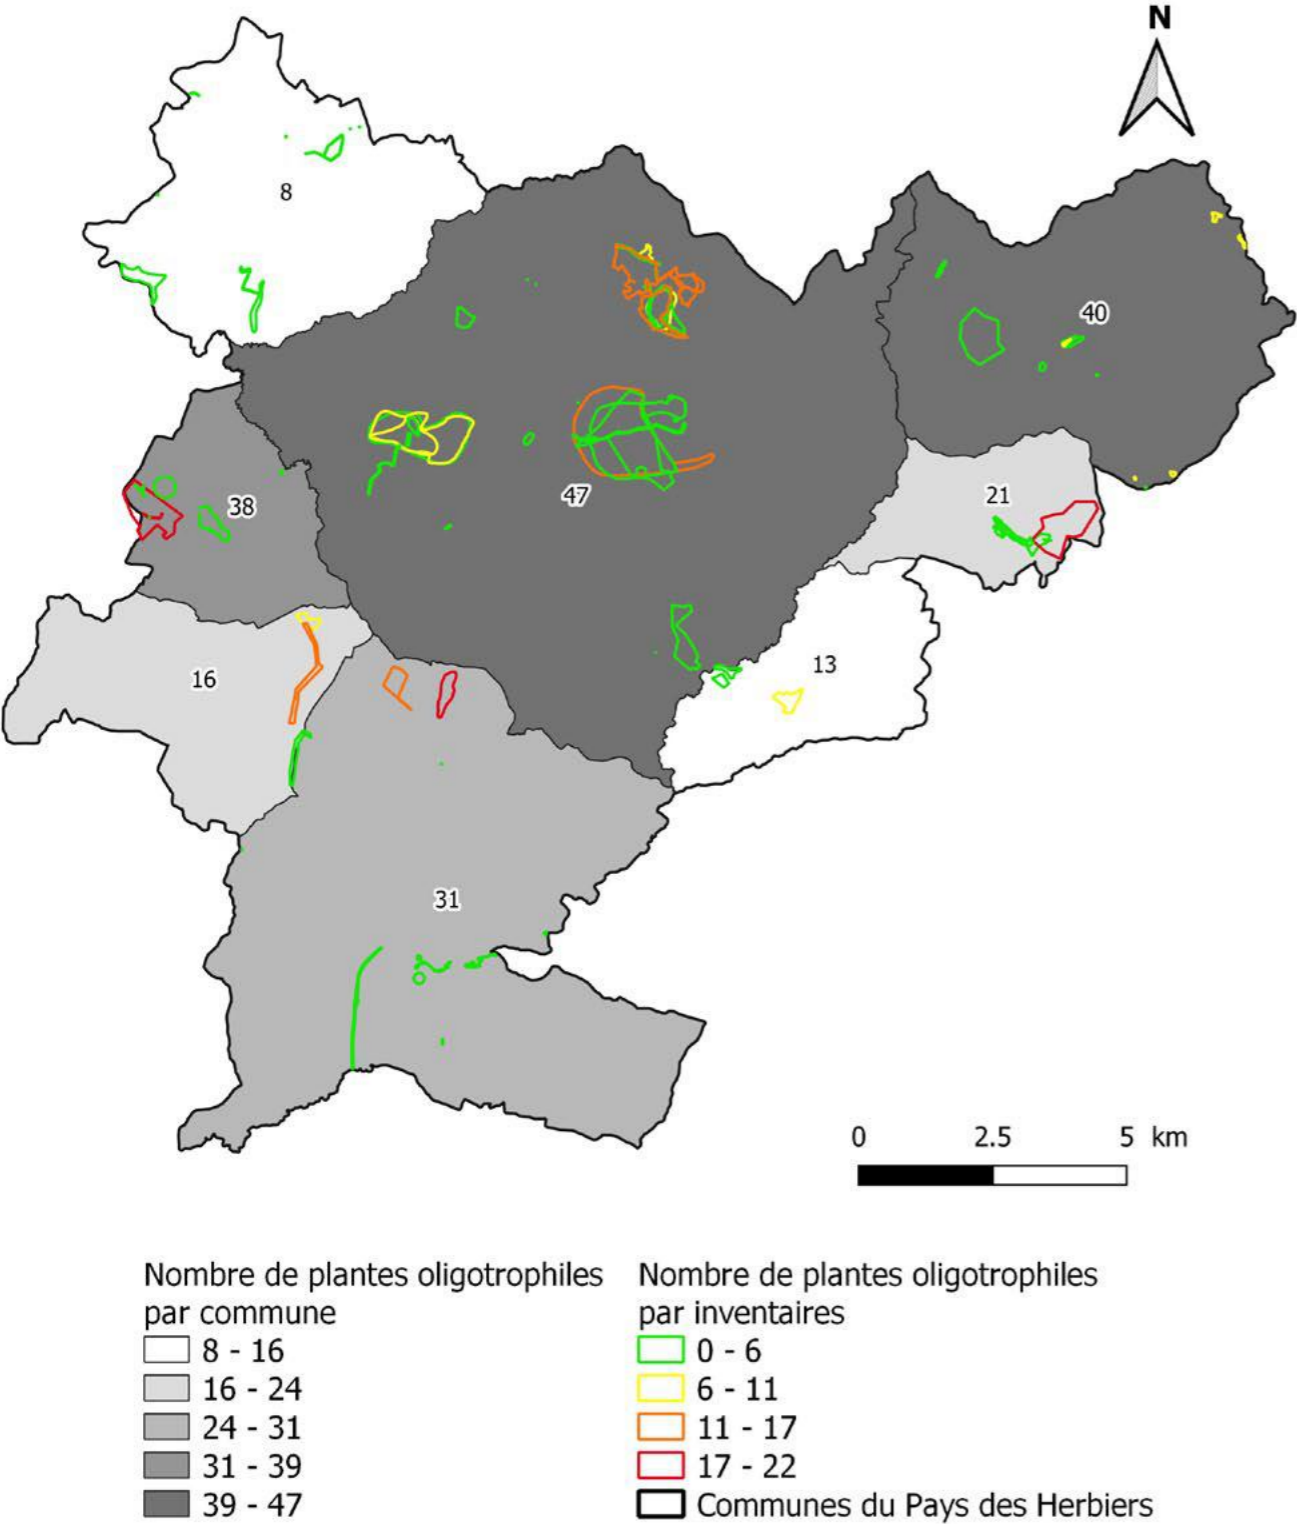 N
8
40
47
38
21
16
13
31
0 2.5 5 km
Nombre de plantes oligotrophiles
par commune
8 - 16
16 - 24
24 - 31
31 - 39
39 - 47
Nombre de plantes oligotrophiles
par inventaires
0 - 6
6 - 11
11 - 17
17 - 22
Communes du Pays des Herbiers